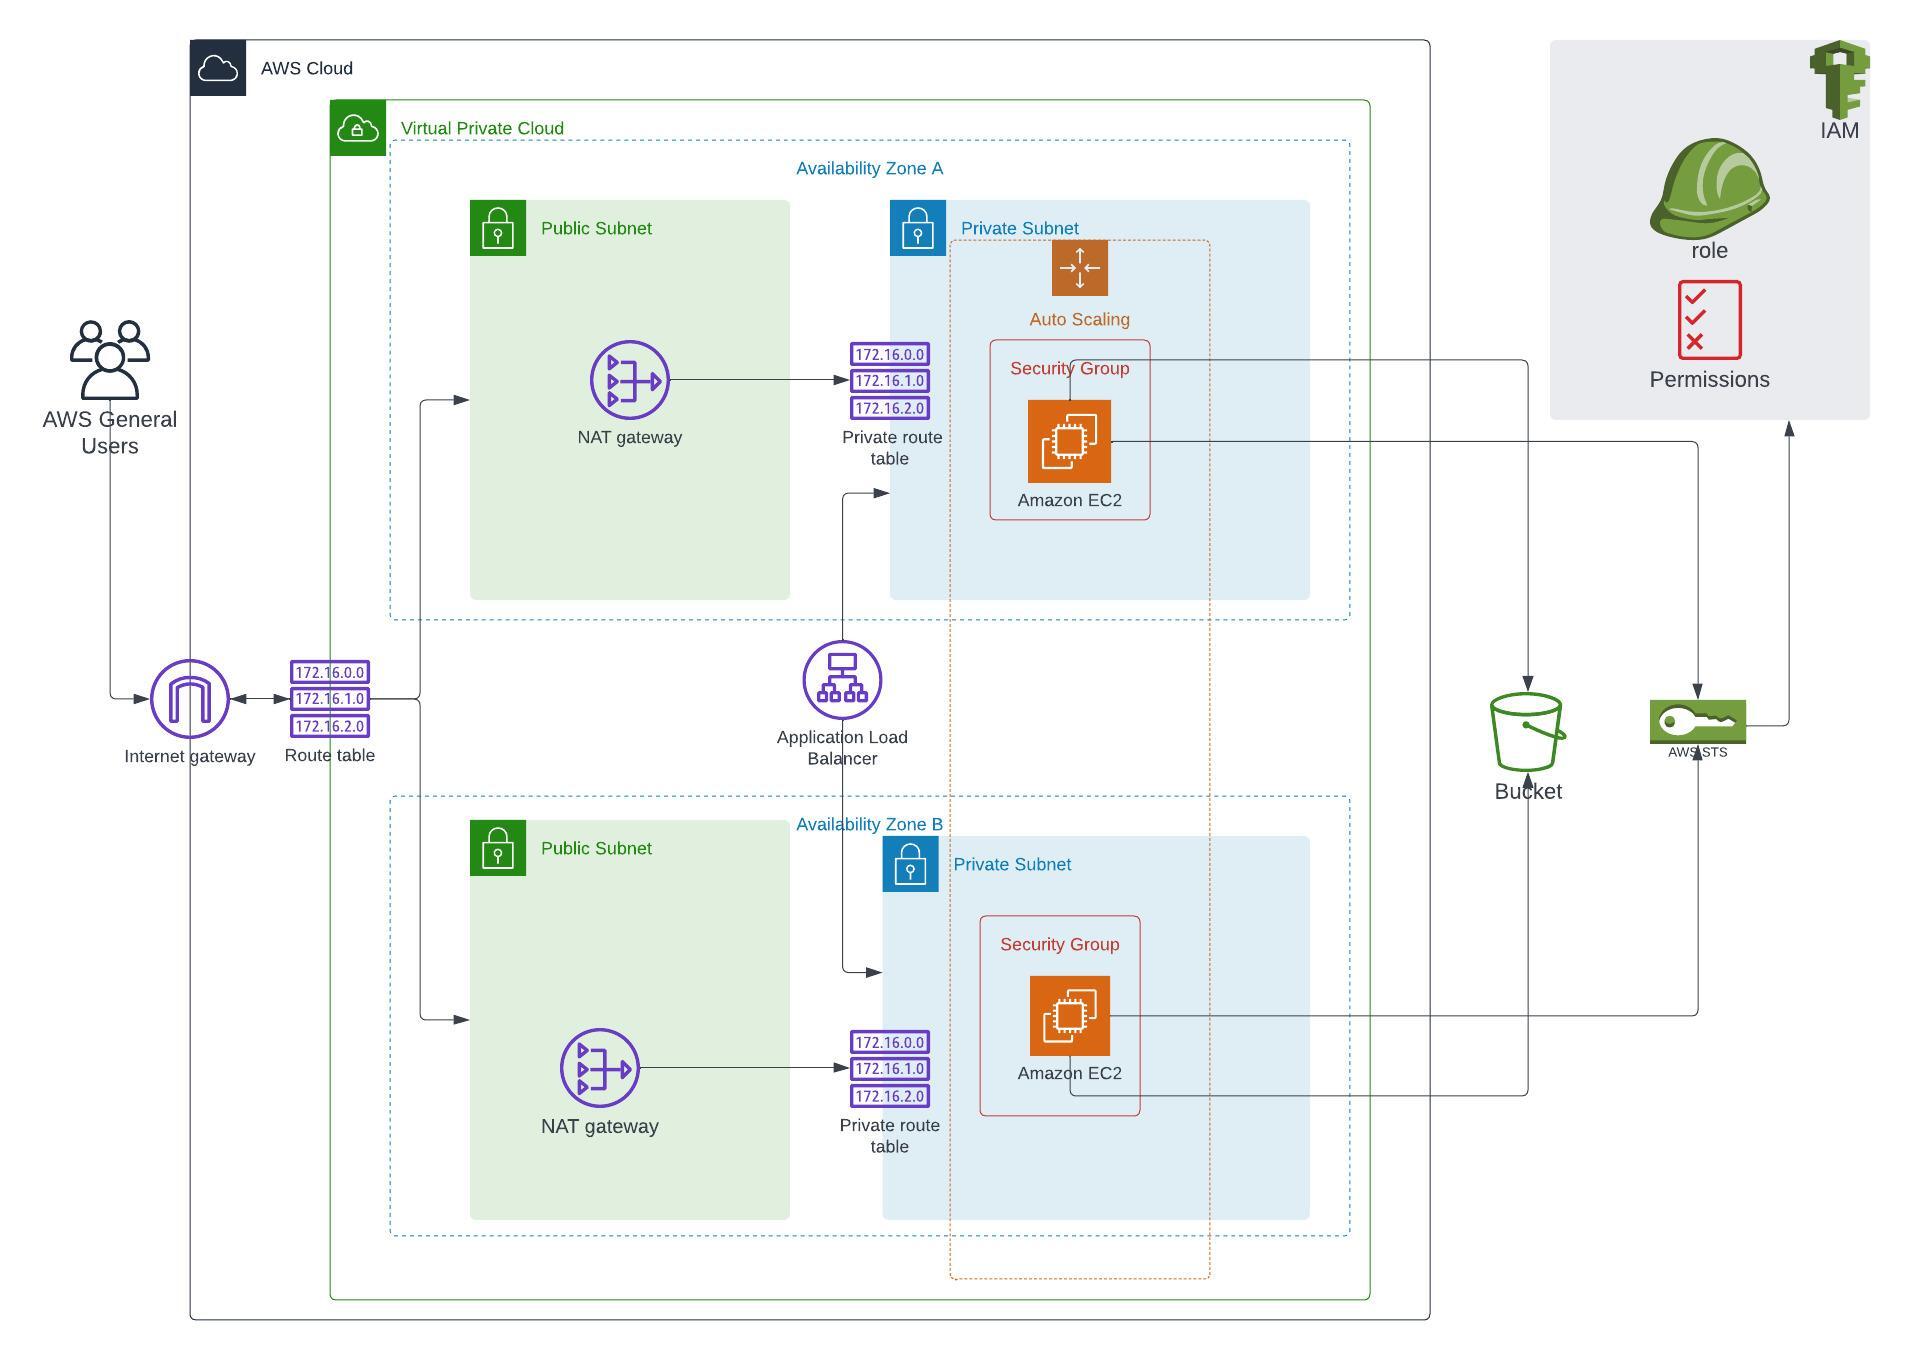 AWS Cloud
IAM
Virtual Private Cloud
Availability Zone A
Public Subnet
Private Subnet
role
Auto Scaling
AWS General
Users
172.16.0.0
172.16.1.0
172.16.2.0
Security Group
Permissions
NAT gateway
Private route
table
Amazon EC2
172.16.0.0
172.16.1.0
172.16.2.0
Internet gateway
Route table
Application Load
Balancer
Bucket
AWS STS
Availability Zone B
Public Subnet
Private Subnet
Security Group
172.16.0.0
172.16.1.0
172.16.2.0
Amazon EC2
NAT gateway
Private route
table